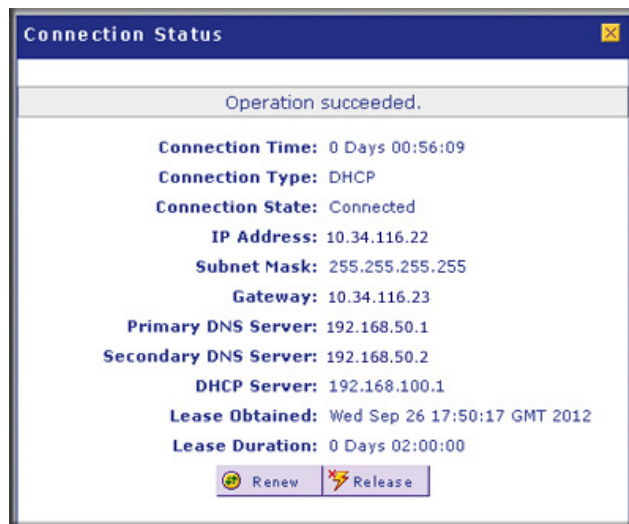 Connection Status
Operation succeeded.
Connection Time: 0 Days 00:56:09
Connection Type: DHCP
Connection State: Connected
IP Address: 10.34.116.22
Subnet Mask: 255.255.255.255
Gateway: 10.34.116.23
Primary DNS Server: 192.168.50.1
Secondary DNS Server: 192.168.50.2
DHCP Server: 192.168.100.1
Lease Obtained: Wed Sep 26 17:50:17 GMT 2012
Lease Duration: 0 Days 02:00:00
Renew Release